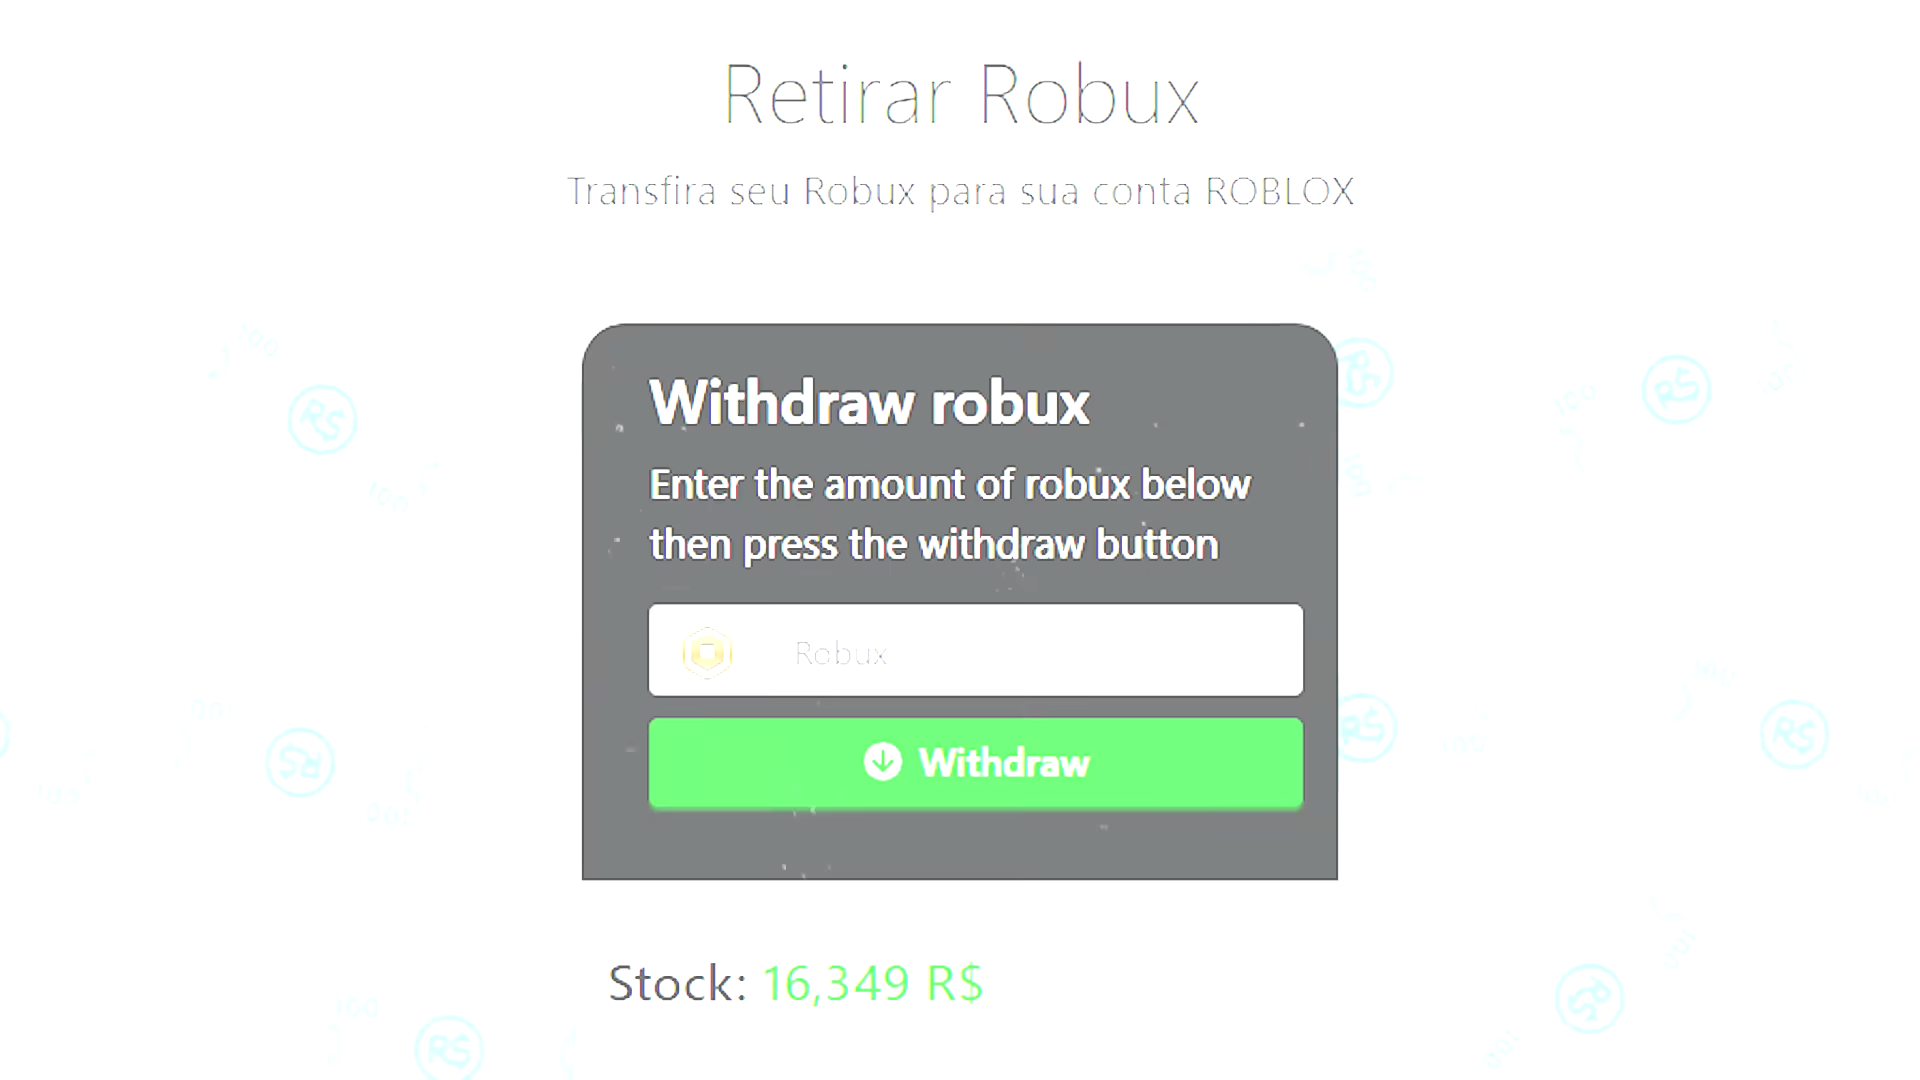 Retirar Robux
Transfira seu Robux para sua conta ROBLOX
Withdraw robux
Enter the amount of robux below
then press the withdraw button
Robux
Withdraw
Stock: 16,349 R$